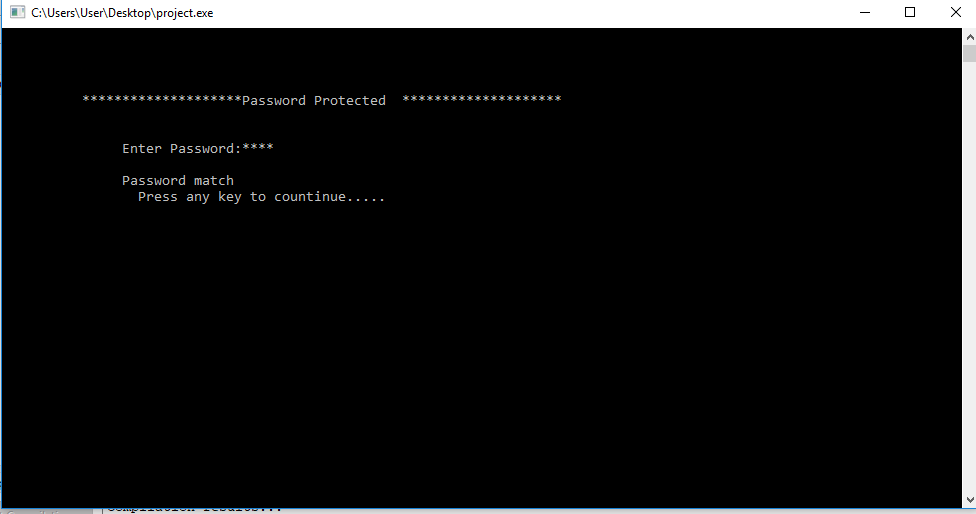 C:\Users\User\Desktop\project.exe
********************Password Protected  ********************
Enter Password:****
Password match
Press any key to countinue.....